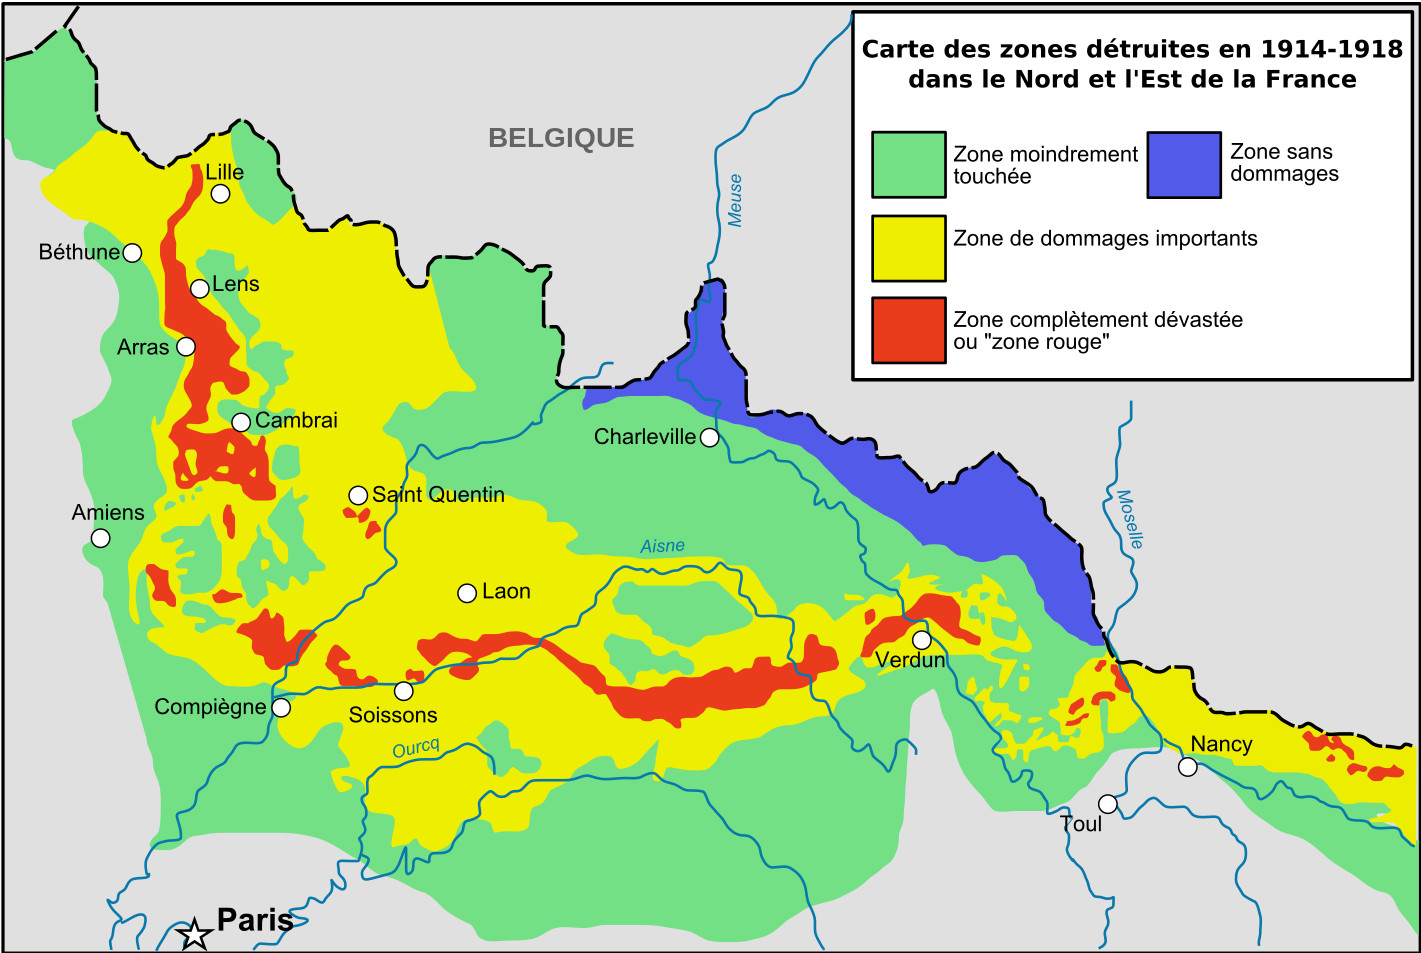 Carte des zones détruites en 1914-1918
dans le Nord et l'Est de la France
Zone moindrement
touchée
Zone sans
dommages
Zone de dommages importants
Zone complètement dévastée
ou "zone rouge"
BELGIQUE
Meuse
Lille
Béthune
Lens
Arras
Cambrai
Charleville
Saint Quentin
Amiens
Moselle
Aisne
Laon
Verdun
Compiègne
Soissons
Ourcq
Nancy
Toul
Paris